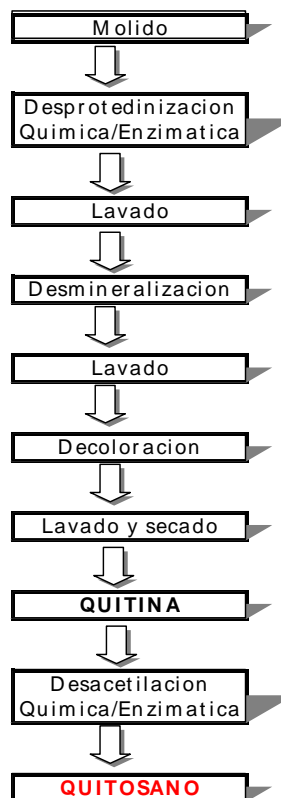 Molido
Desprotedinizacion
Quimica/Enzimatica
Lavado
Desmineralizacion
Lavado
Decoloracion
Lavado y secado
QUITINA
Desacetilacion
Quimica/Enzimatica
QUITOSANO